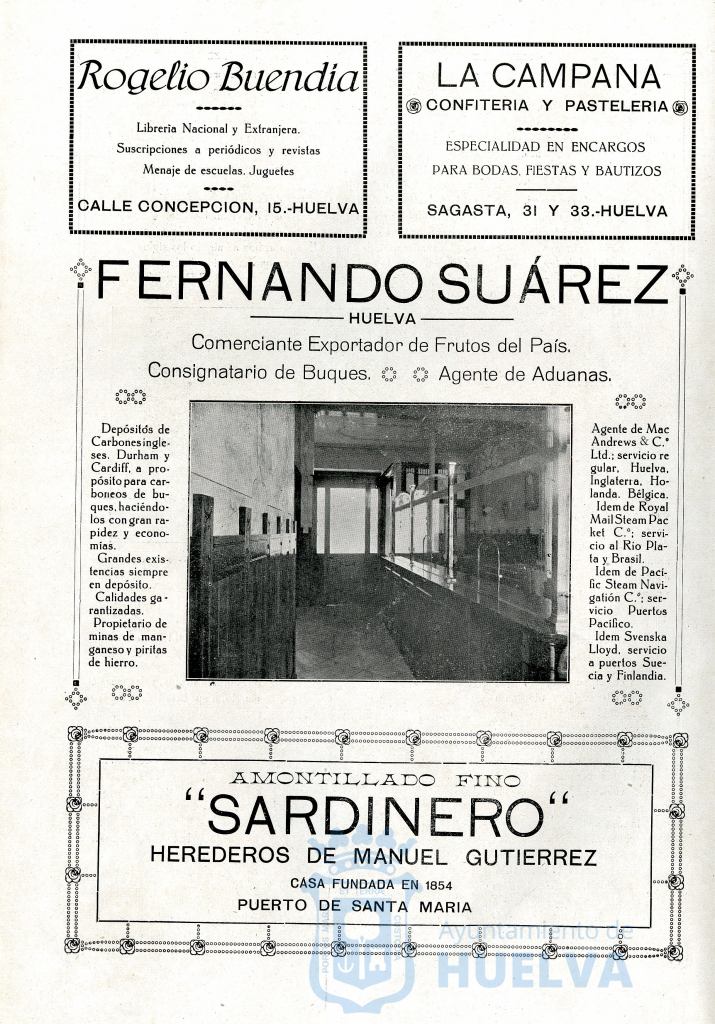 Rogelio Buendía
Librería Nacional y Extranjera.
Suscripciones a periódicos y revistas
Menaje de escuelas. Juguetes
CALLE CONCEPCION, 15.-HUELVA
LA CAMPANA
CONFITERIA Y PASTELERIA
ESPECIALIDAD EN ENCARGOS
PARA BODAS, FIESTAS Y BAUTIZOS
SAGASTA, 31 Y 33.-HUELVA
FERNANDO SUÁREZ
HUELVA
Comerciante Exportador de Frutos del País.
Consignatario de Buques. Agente de Aduanas.
Depósitos de
Carbones ingle-
ses. Durham y
Cardiff, a pro-
pósito para car-
boneos de bu-
ques, haciéndo-
los con gran ra-
pidez y econo-
mías.
Grandes exis-
tencias siempre
en depósito.
Calidades ga-
rantizadas.
Propietario de
minas de man-
ganeso y piritas
de hierro.
Agente de Mac
Andrews & C.ª
Ltd.; servicio re
gular, Huelva,
Inglaterra, Ho-
landa, Bélgica.
Idem de Royal
Mail Steam Pac
ket C.ª; servi-
cio al Rio Pla-
ta y Brasil.
Idem de Pací-
fic Steam Navi-
gatión C.ª; ser-
vicio Puertos
Pacífico.
Idem Svenska
Lloyd, servicio
a puertos Sue-
cia y Finlandia.
AMONTILLADO FINO
"SARDINERO"
HEREDEROS DE MANUEL GUTIERREZ
CASA FUNDADA EN 1854
PUERTO DE SANTA MARIA
Ayuntamiento de
HUELVA